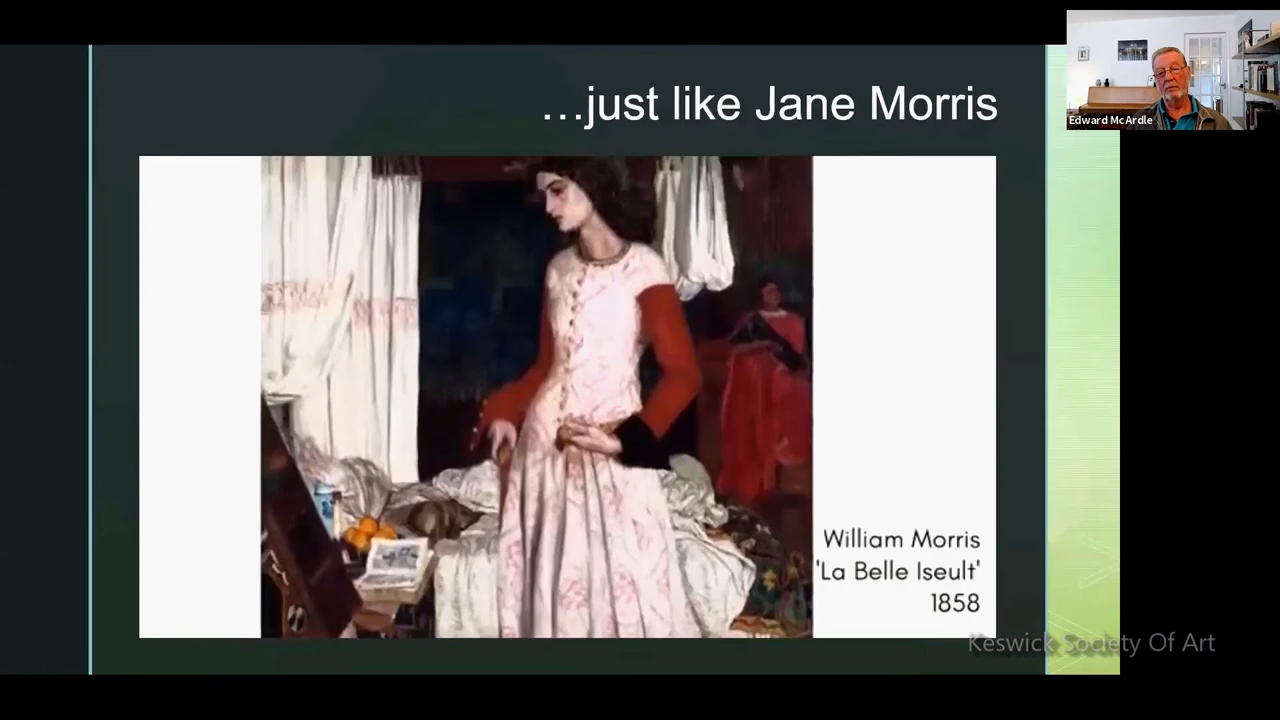 …just like Jane Morris
Edward McArdle
William Morris
'La Belle Iseult'
1858
Keswick Society Of Art